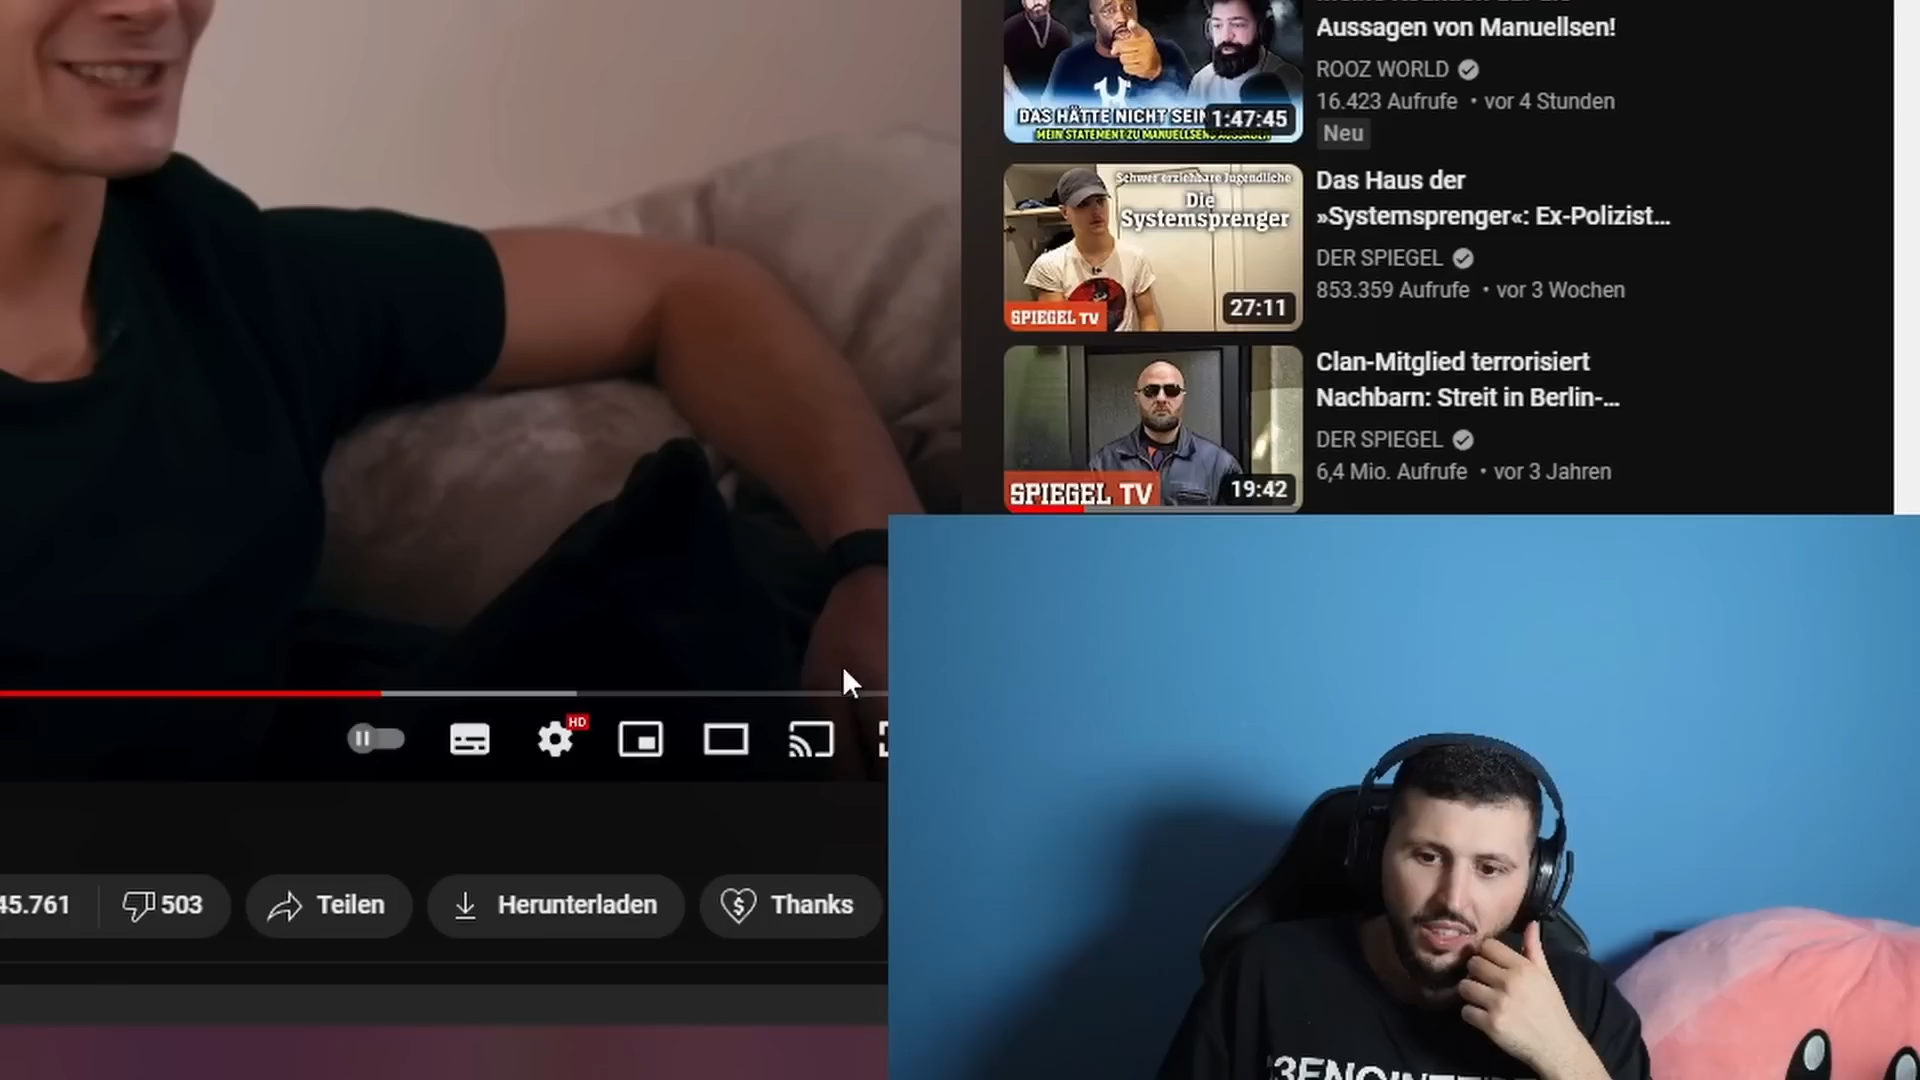 Aussagen von Manuellsen!
ROOZ WORLD
16.423 Aufrufe • vor 4 Stunden
Neu
DAS HÄTTE NICHT SEIN
1:47:45
MEIN STATEMENT ZU MANUELLSENS AUSSAGEN
Schwer erziehbare Jugendliche
Die
Systemsprenger
SPIEGEL TV
27:11
Das Haus der
»Systemsprenger«: Ex-Polizist...
DER SPIEGEL
853.359 Aufrufe • vor 3 Wochen
SPIEGEL TV
19:42
Clan-Mitglied terrorisiert
Nachbarn: Streit in Berlin-...
DER SPIEGEL
6,4 Mio. Aufrufe • vor 3 Jahren
HD
45.761
503
Teilen
Herunterladen
Thanks